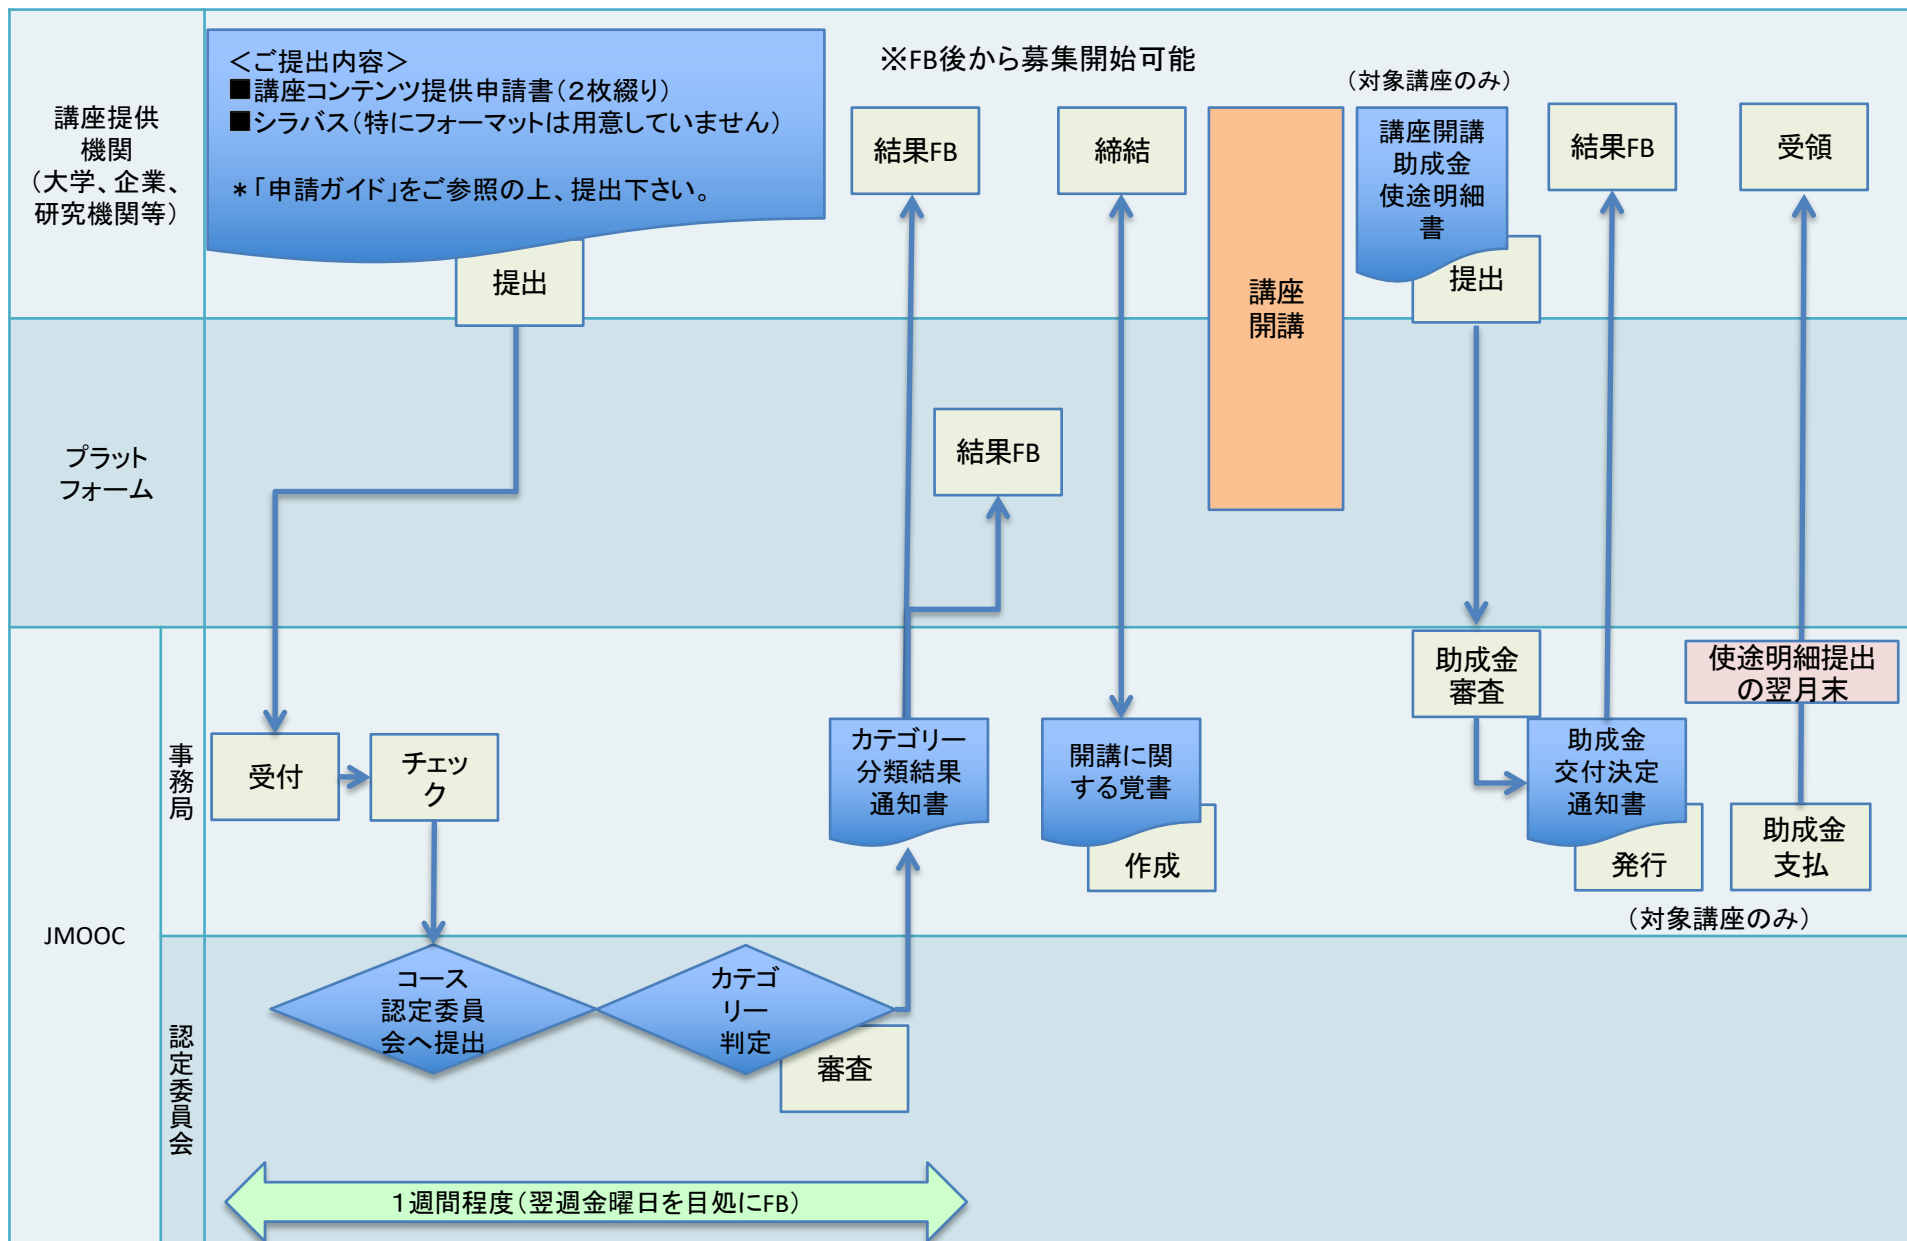 講座提供
機関
（大学、企業、
研究機関等）
＜ご提出内容＞
■講座コンテンツ提供申請書（２枚綴り）
■シラバス（特にフォーマットは用意していません）
＊「申請ガイド」をご参照の上、提出下さい。
提出
※FB後から募集開始可能
結果FB
締結
講座
開講
（対象講座のみ）
講座開講
助成金
使途明細
書
提出
結果FB
受領
プラット
フォーム
結果FB
JMOOC
事務局
受付
チェッ
ク
カテゴリー
分類結果
通知書
開講に関
する覚書
作成
助成金
審査
助成金
交付決定
通知書
発行
使途明細提出
の翌月末
助成金
支払
（対象講座のみ）
認定委員会
コース
認定委員
会へ提出
カテゴ
リー
判定
審査
１週間程度（翌週金曜日を目処にFB）